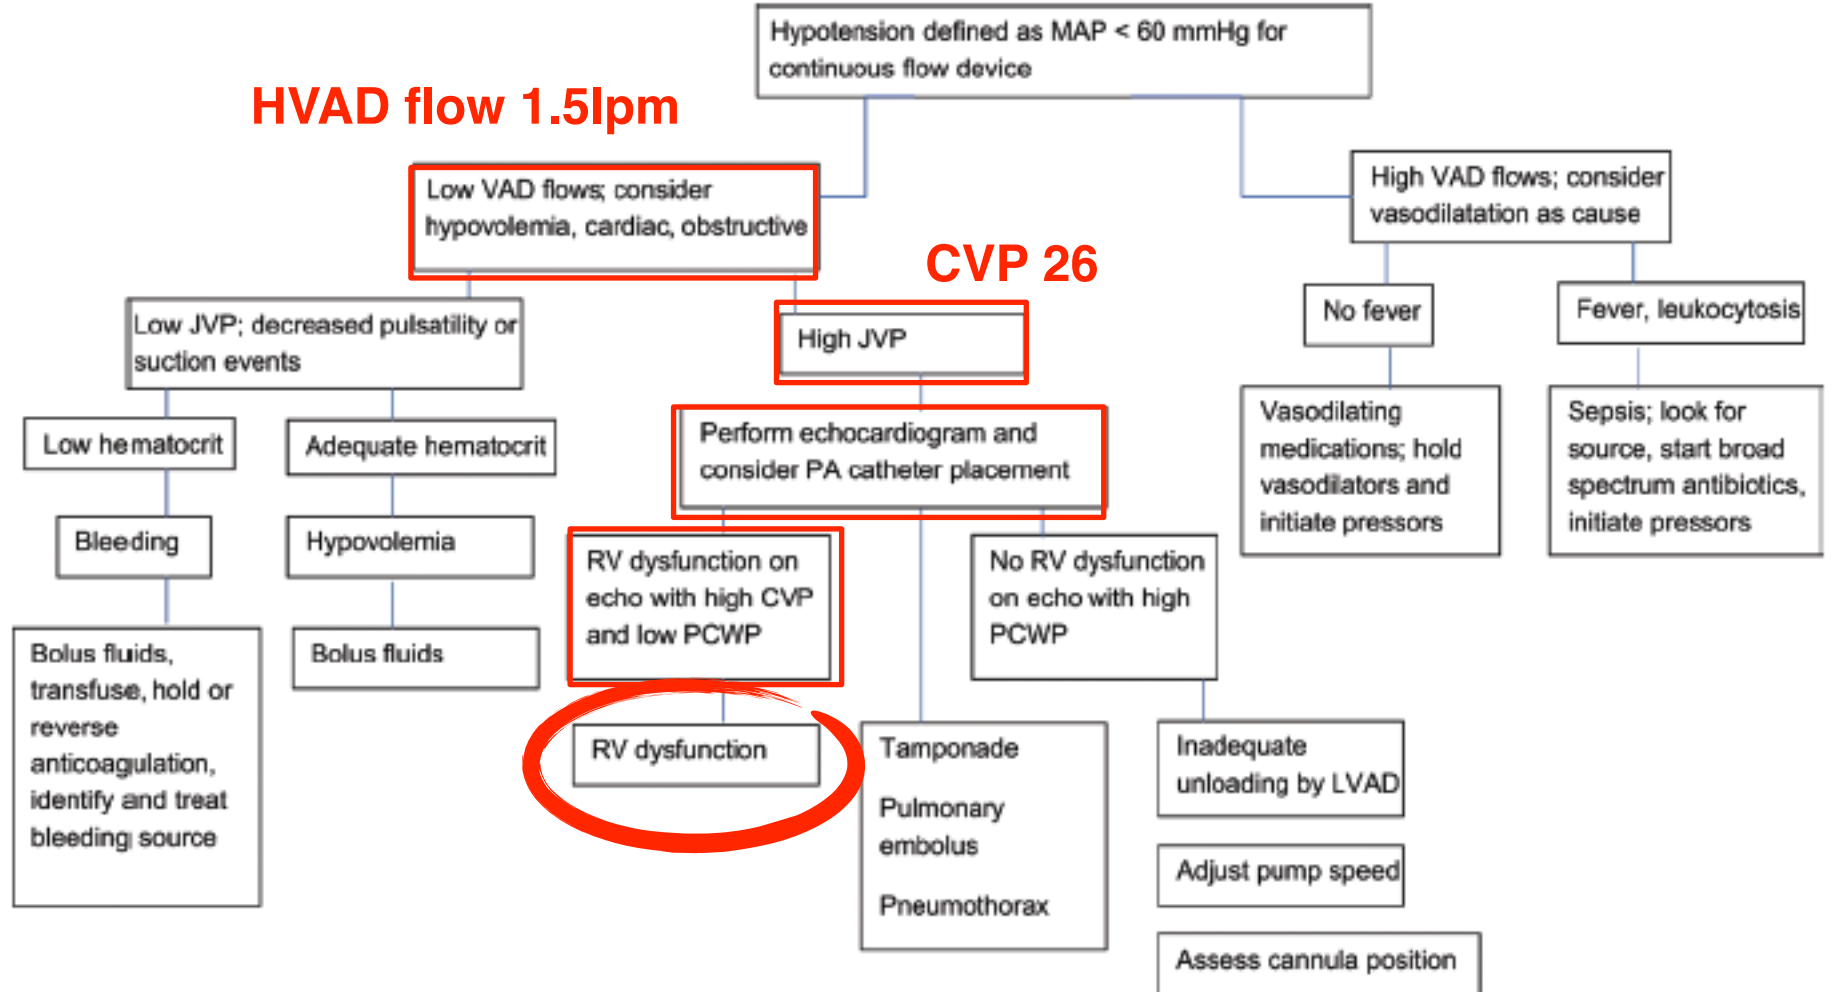 Hypotension defined as MAP < 60 mmHg for
continuous flow device
HVAD flow 1.5lpm
Low VAD flows; consider
hypovolemia, cardiac, obstructive
High VAD flows; consider
vasodilatation as cause
CVP 26
Low JVP; decreased pulsatility or
suction events
High JVP
No fever
Fever, leukocytosis
Low hematocrit
Adequate hematocrit
Perform echocardiogram and
consider PA catheter placement
Vasodilating
medications; hold
vasodilators and
initiate pressors
Sepsis; look for
source, start broad
spectrum antibiotics,
initiate pressors
Bleeding
Hypovolemia
RV dysfunction on
echo with high CVP
and low PCWP
No RV dysfunction
on echo with high
PCWP
Bolus fluids,
transfuse, hold or
reverse
anticoagulation,
identify and treat
bleeding source
Bolus fluids
RV dysfunction
Tamponade
Pulmonary
embolus
Pneumothorax
Inadequate
unloading by LVAD
Adjust pump speed
Assess cannula position